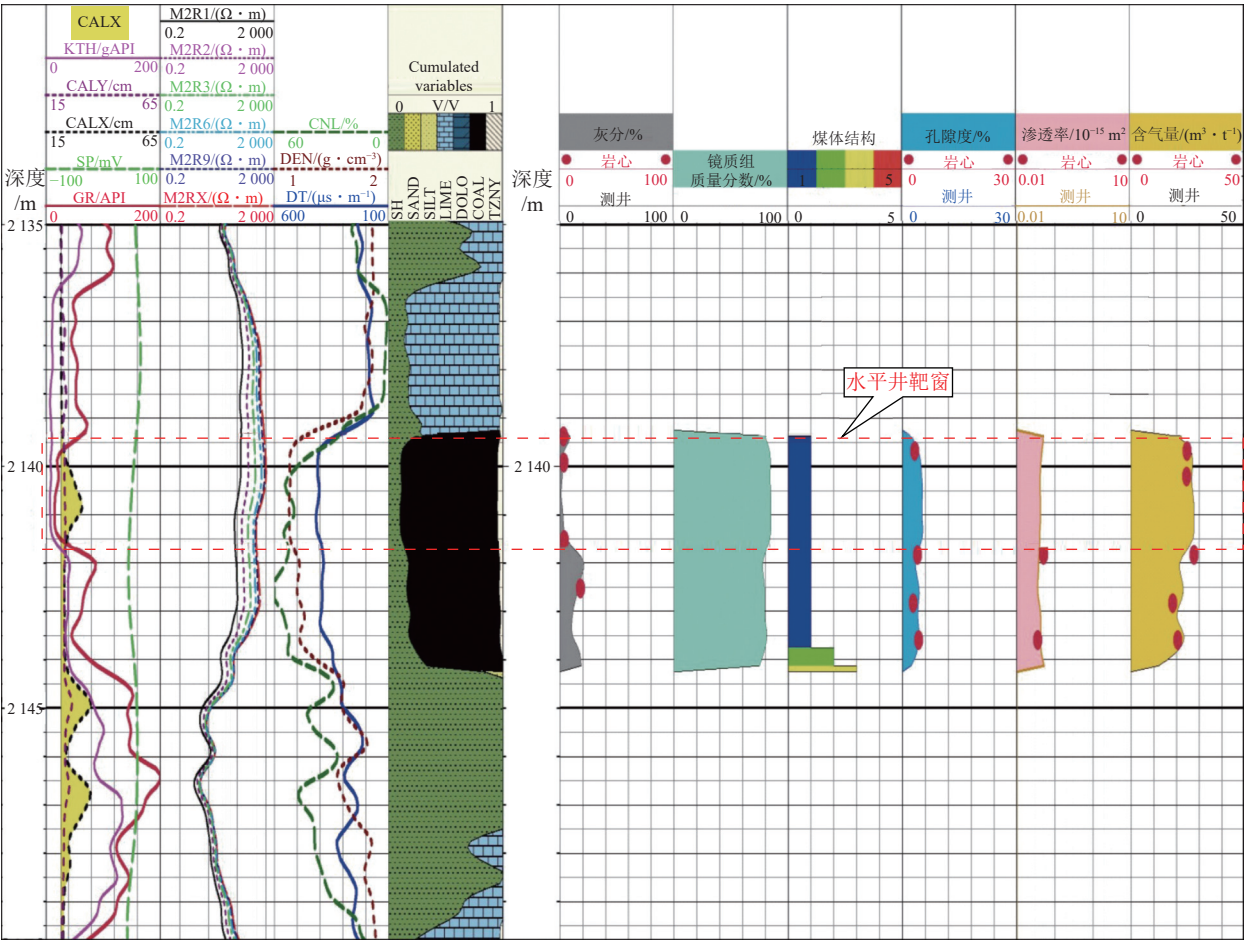 CALX
KTH/gAPI
0 200
CALY/cm
15 65
CALX/cm
15 65
SP/mV
−100 100
GR/API
0 200
M2R1/(Ω·m)
0.2 2 000
M2R2/(Ω·m)
0.2 2 000
M2R3/(Ω·m)
0.2 2 000
M2R6/(Ω·m)
0.2 2 000
M2R9/(Ω·m)
0.2 2 000
M2RX/(Ω·m)
0.2 2 000
CNL/%
60 0
DEN/(g·cm⁻³)
1 2
DT/(μs·m⁻¹)
600 100
Cumulated
variables
0 V/V 1
SH
SAND
SILT
LIME
DOLO
COAL
TZNY
深度
/m
深度
/m
灰分/%
岩心
0 100
测井
0 100
镜质组
质量分数/%
0 100
煤体结构
1 5
0 5
孔隙度/%
岩心
0 30
测井
0 30
渗透率/10⁻¹⁵ m²
岩心
0.01 10
测井
0.01 10
含气量/(m³·t⁻¹)
岩心
0 50
测井
0 50
2 135
水平井靶窗
2 140
2 140
2 145